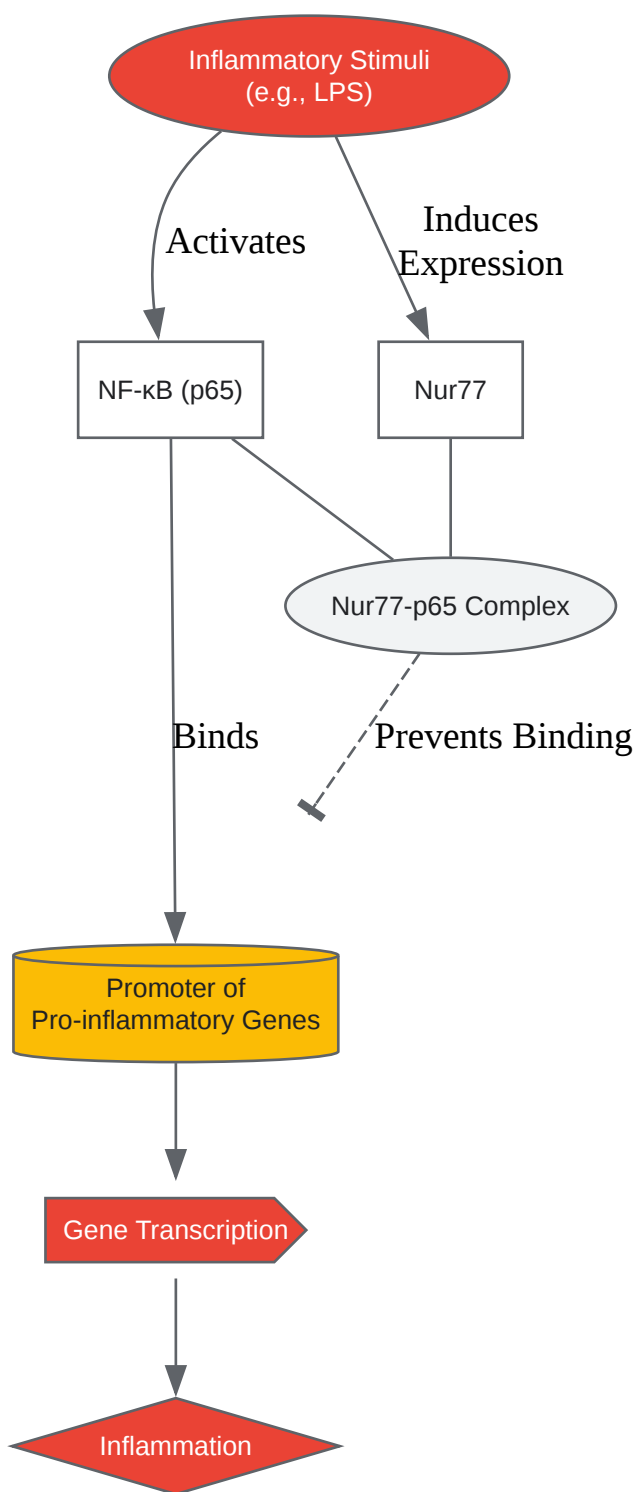 Inflammatory Stimuli
(e.g., LPS)
Activates
Induces
Expression
NF-κB (p65)
Nur77
Nur77-p65 Complex
Binds
Prevents Binding
Promoter of
Pro-inflammatory Genes
Gene Transcription
Inflammation